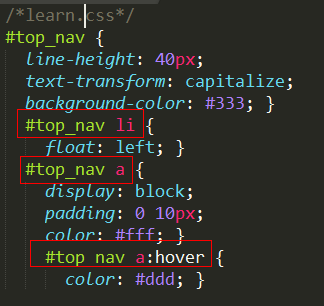 /*learn.css*/
#top_nav {
line-height: 40px;
text-transform: capitalize;
background-color: #333; }
#top_nav li {
float: left; }
#top_nav a {
display: block;
padding: 0 10px;
color: #fff; }
#top_nav a:hover {
color: #ddd; }